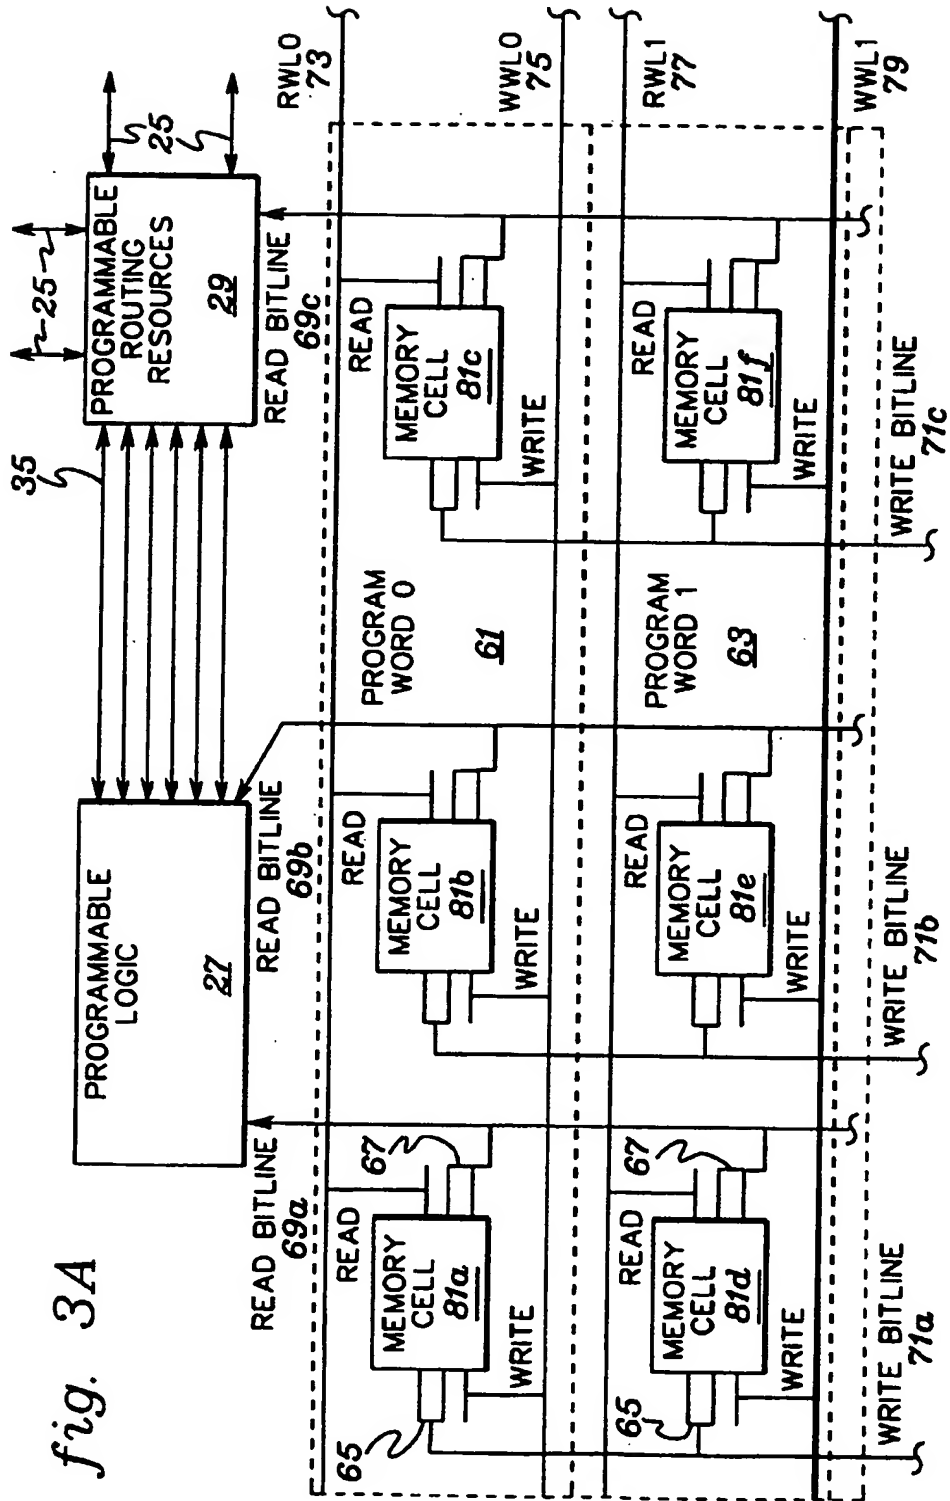 fig. 3A
PROGRAMMABLE
LOGIC
27
35
PROGRAMMABLE
ROUTING
RESOURCES
29
25
25
READ BITLINE
69a
READ BITLINE
69b
READ BITLINE
69c
RWL0
73
READ
READ
READ
67
MEMORY
CELL
81a
MEMORY
CELL
81b
MEMORY
CELL
81c
PROGRAM
WORD 0
61
65
WRITE
WRITE
WRITE
WWL0
75
RWL1
77
READ
READ
READ
67
MEMORY
CELL
81d
MEMORY
CELL
81e
MEMORY
CELL
81f
PROGRAM
WORD 1
63
65
WRITE
WRITE
WRITE
WWL1
79
WRITE BITLINE
71a
WRITE BITLINE
71b
WRITE BITLINE
71c